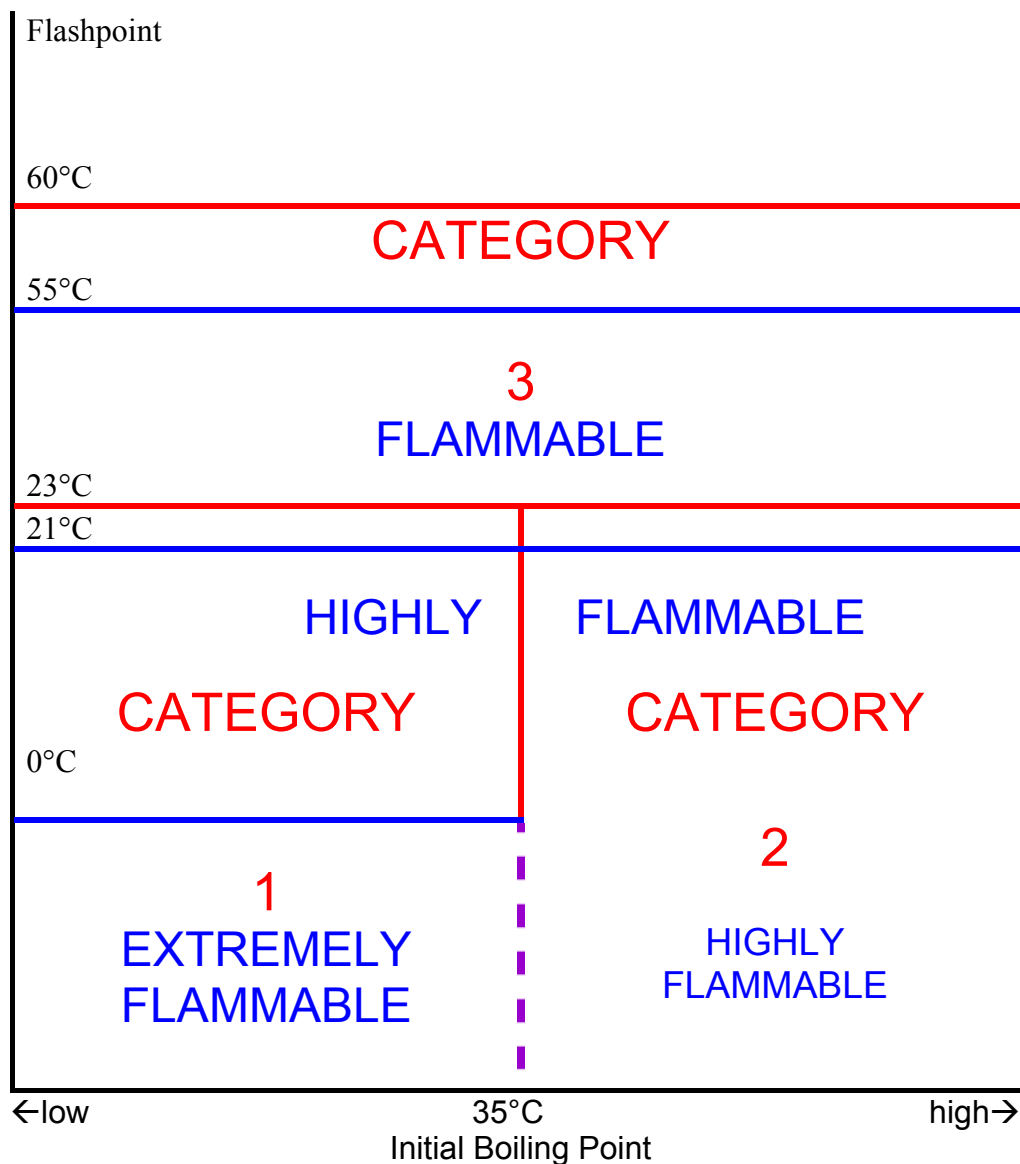 Flashpoint
60°C
CATEGORY
55°C
3
FLAMMABLE
23°C
21°C
HIGHLY FLAMMABLE
CATEGORY CATEGORY
0°C
2
1
EXTREMELY
FLAMMABLE
HIGHLY
FLAMMABLE
←low 35°C high→
Initial Boiling Point